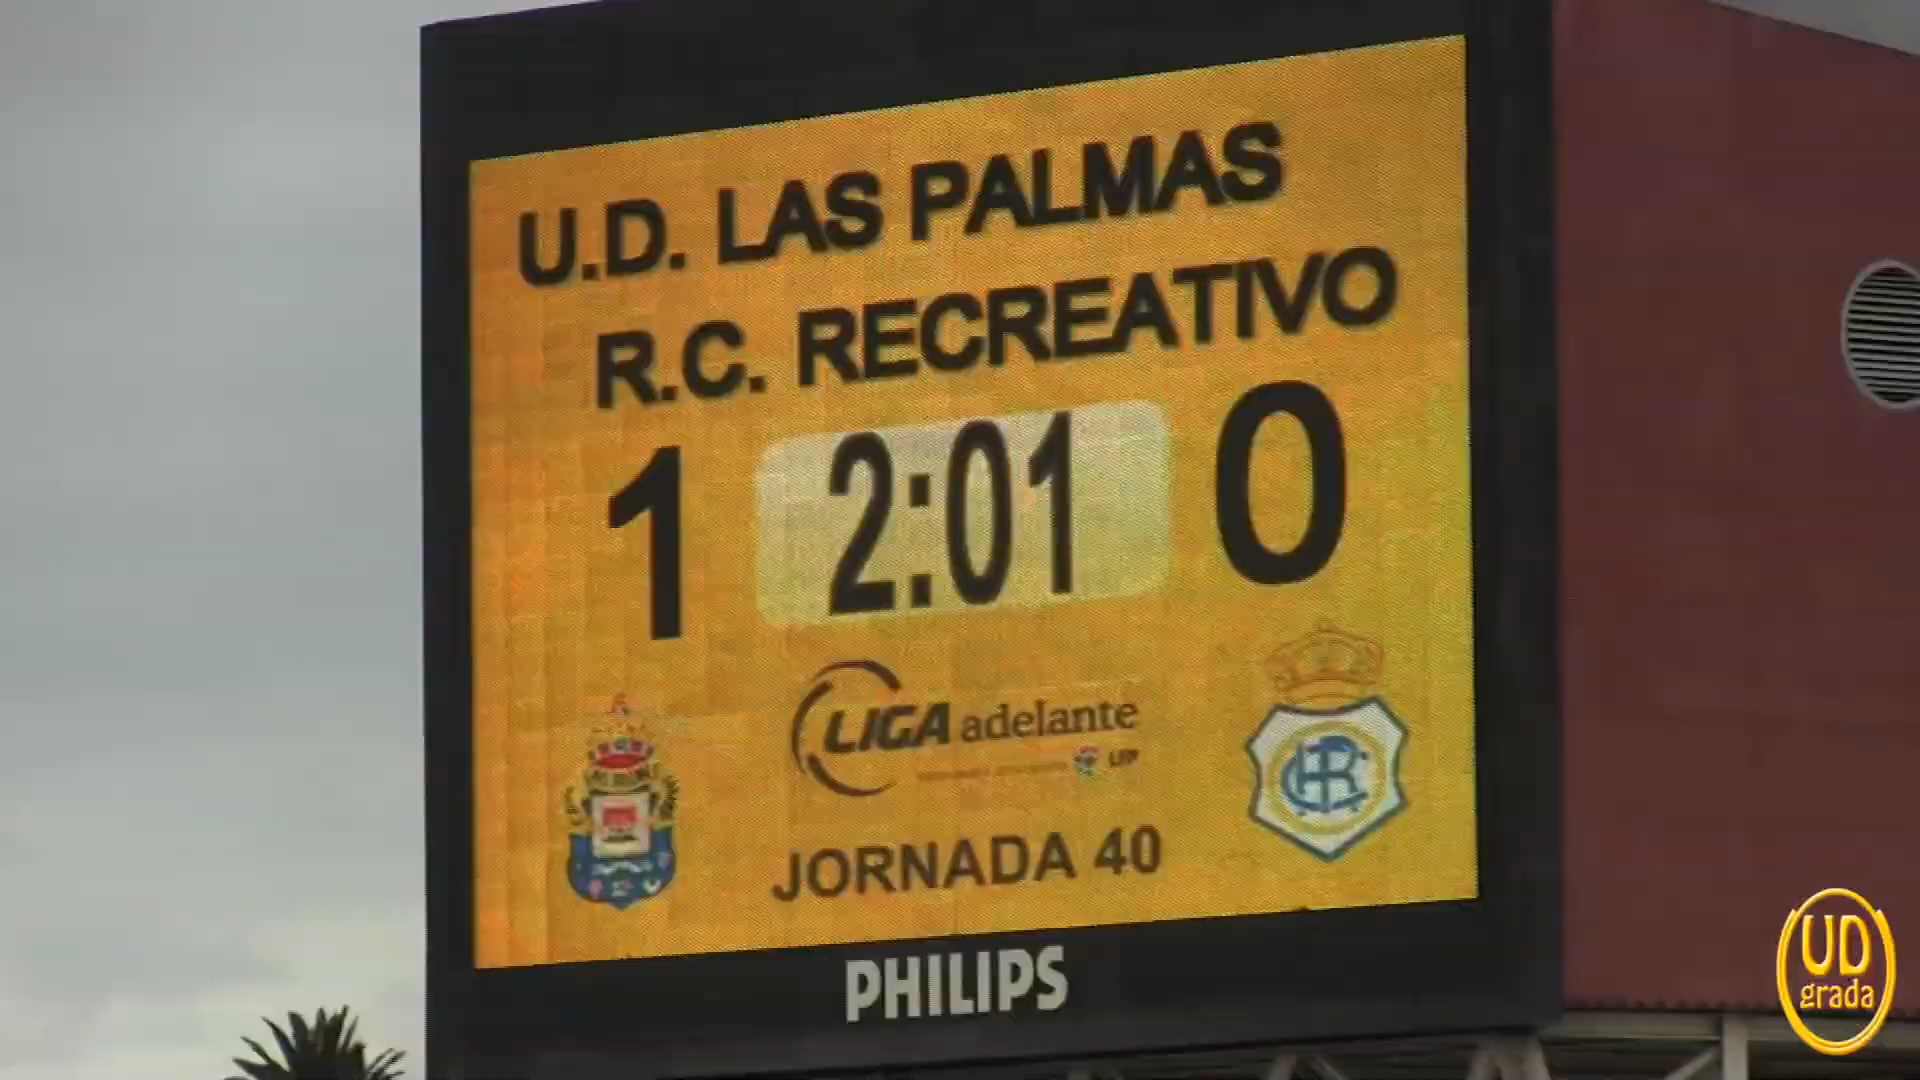 U.D. LAS PALMAS
R.C. RECREATIVO
1 2:01 0
LIGA adelante
LFP
JORNADA 40
PHILIPS
UD
grada